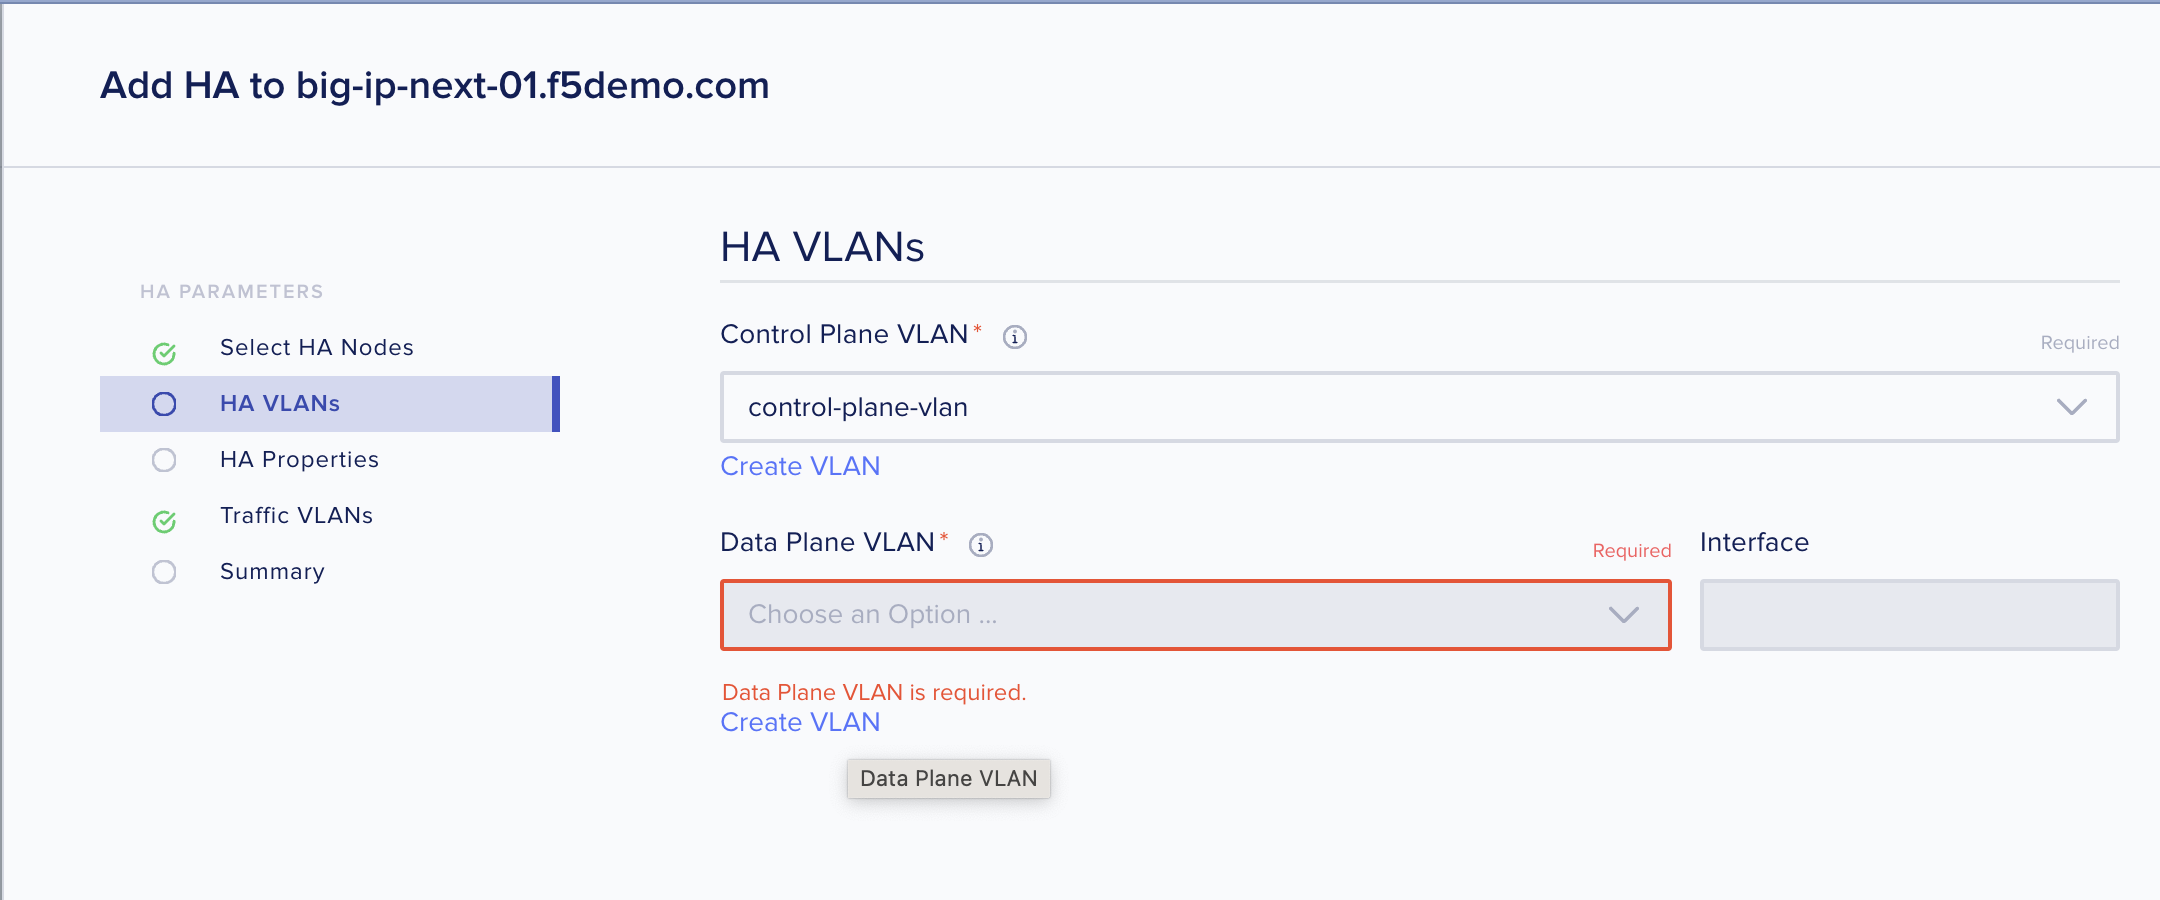 Add HA to big-ip-next-01.f5demo.com
HA PARAMETERS
Select HA Nodes
HA VLANs
HA Properties
Traffic VLANs
Summary
HA VLANs
Control Plane VLAN*
Required
control-plane-vlan
Create VLAN
Data Plane VLAN*
Required
Interface
Choose an Option ...
Data Plane VLAN is required.
Create VLAN
Data Plane VLAN